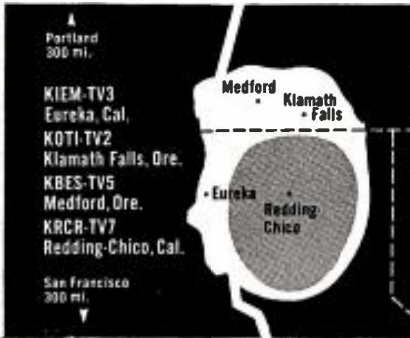 Portland
300 mi.
KIEM-TV3
Eureka, Cal.
KOTI-TV2
Klamath Falls, Ore.
KBES-TV5
Medford, Ore.
KRCR-TV7
Redding-Chico, Cal.
San Francisco
300 mi.
Medford
Klamath
Falls
Eureka
Redding-
Chico